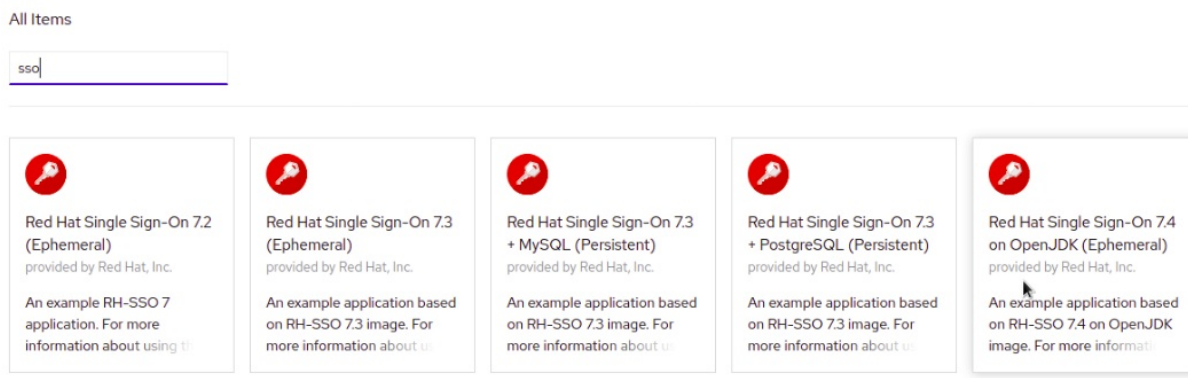 All Items
sso
Red Hat Single Sign-On 7.2
(Ephemeral)
provided by Red Hat, Inc.
An example RH-SSO 7
application. For more
information about using
Red Hat Single Sign-On 7.3
(Ephemeral)
provided by Red Hat, Inc.
An example application based
on RH-SSO 7.3 image. For
more information about
Red Hat Single Sign-On 7.3
+ MySQL (Persistent)
provided by Red Hat, Inc.
An example application based
on RH-SSO 7.3 image. For
more information about
Red Hat Single Sign-On 7.3
+ PostgreSQL (Persistent)
provided by Red Hat, Inc.
An example application based
on RH-SSO 7.3 image. For
more information about
Red Hat Single Sign-On 7.4
on OpenJDK (Ephemeral)
provided by Red Hat, Inc.
An example application based
on RH-SSO 7.4 on OpenJDK
image. For more informati